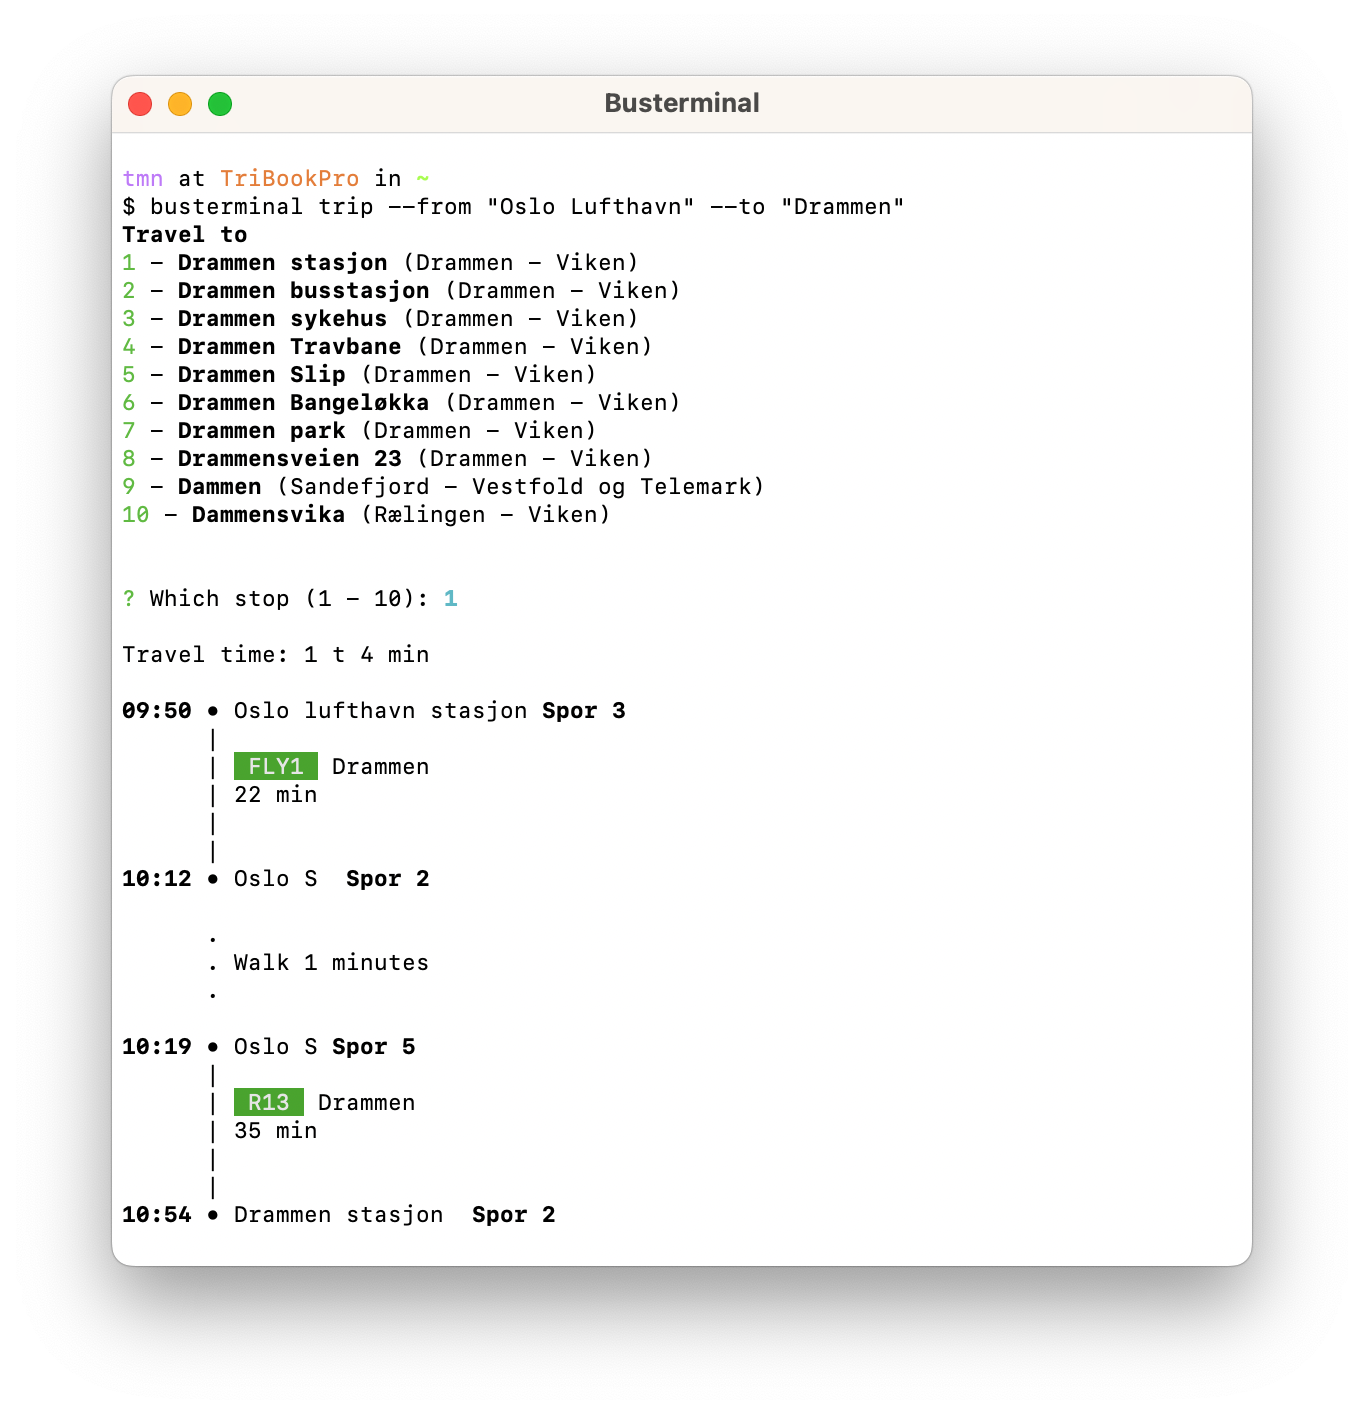 Busterminal
tmn at TriBookPro in ~
$ busterminal trip --from "Oslo Lufthavn" --to "Drammen"
Travel to
1 - Drammen stasjon (Drammen - Viken)
2 - Drammen busstasjon (Drammen - Viken)
3 - Drammen sykehus (Drammen - Viken)
4 - Drammen Travbane (Drammen - Viken)
5 - Drammen Slip (Drammen - Viken)
6 - Drammen Bangeløkka (Drammen - Viken)
7 - Drammen park (Drammen - Viken)
8 - Drammensveien 23 (Drammen - Viken)
9 - Dammen (Sandefjord - Vestfold og Telemark)
10 - Dammensvika (Rælingen - Viken)
? Which stop (1 - 10): 1
Travel time: 1 t 4 min
09:50 • Oslo lufthavn stasjon Spor 3
|
| FLY1 Drammen
| 22 min
|
|
10:12 • Oslo S  Spor 2
.
. Walk 1 minutes
.
10:19 • Oslo S Spor 5
|
| R13 Drammen
| 35 min
|
|
10:54 • Drammen stasjon  Spor 2